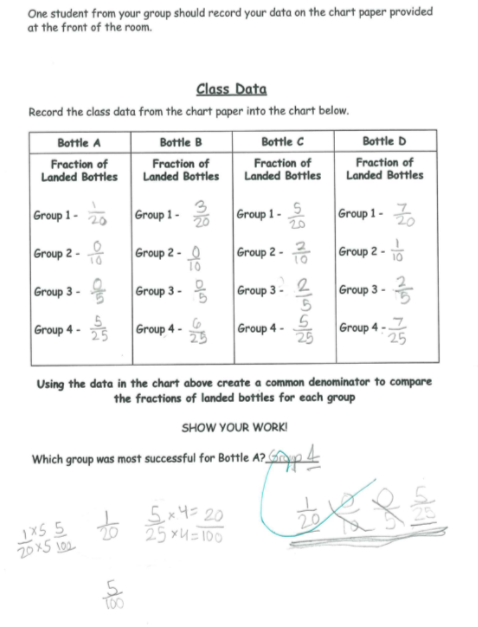 One student from your group should record your data on the chart paper provided
at the front of the room.
Class Data
Record the class data from the chart paper into the chart below.
Bottle A Bottle B Bottle C Bottle D
Fraction of Landed Bottles Fraction of Landed Bottles Fraction of Landed Bottles Fraction of Landed Bottles
Group 1 - 1/20 Group 1 - 3/20 Group 1 - 5/20 Group 1 - 7/20
Group 2 - 0/10 Group 2 - 0/10 Group 2 - 2/10 Group 2 - 1/10
Group 3 - 0/5 Group 3 - 0/5 Group 3 - 2/5 Group 3 - 2/5
Group 4 - 5/25 Group 4 - 6/25 Group 4 - 5/25 Group 4 - 7/25
Using the data in the chart above create a common denominator to compare
the fractions of landed bottles for each group
SHOW YOUR WORK!
Which group was most successful for Bottle A? Group 4
1/20 0/10 0/5 5/25
1×5/20×5 5/100 1/20 5×4=20/25×4=100
5/100